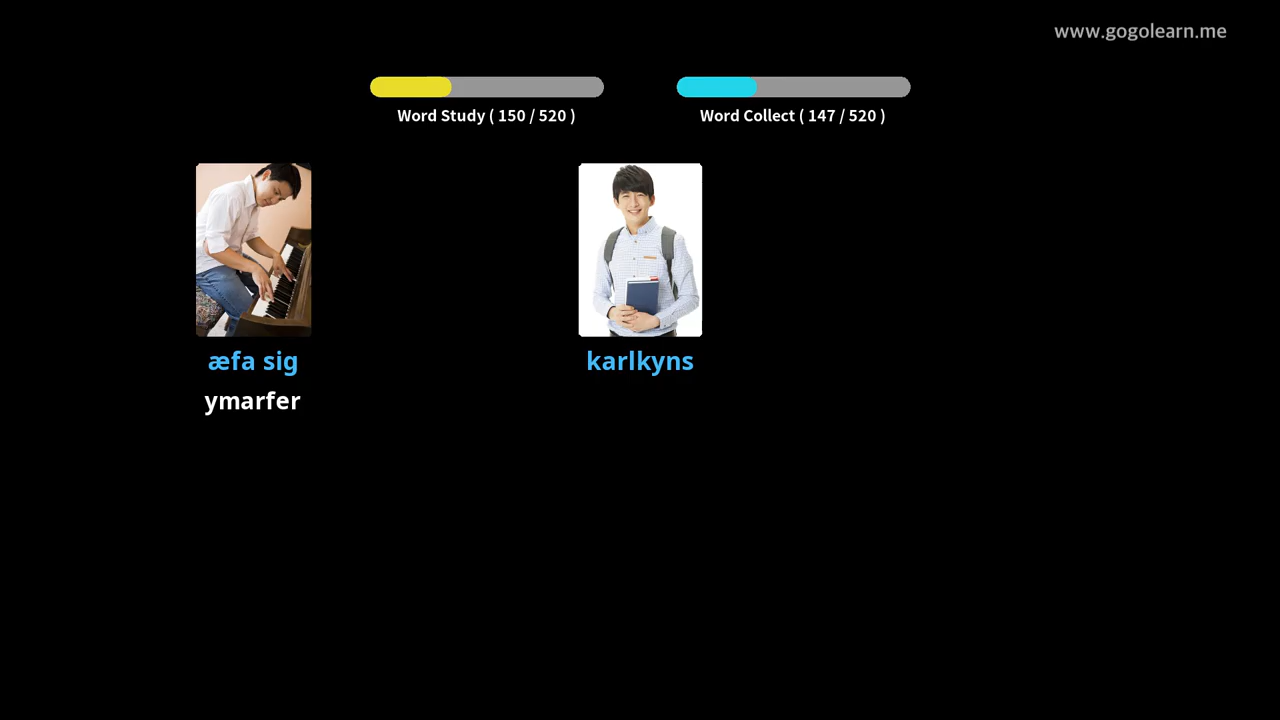 www.gogolearn.me
Word Study ( 150 / 520 )
Word Collect ( 147 / 520 )
æfa sig
ymarfer
karlkyns